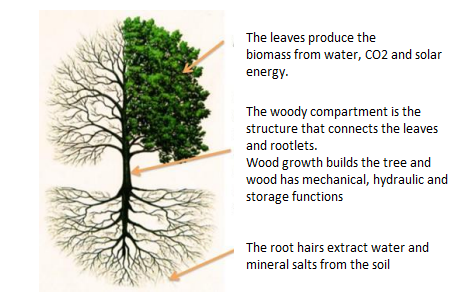 The leaves produce the
biomass from water, CO2 and solar
energy.
The woody compartment is the
structure that connects the leaves
and rootlets.
Wood growth builds the tree and
wood has mechanical, hydraulic and
storage functions
The root hairs extract water and
mineral salts from the soil